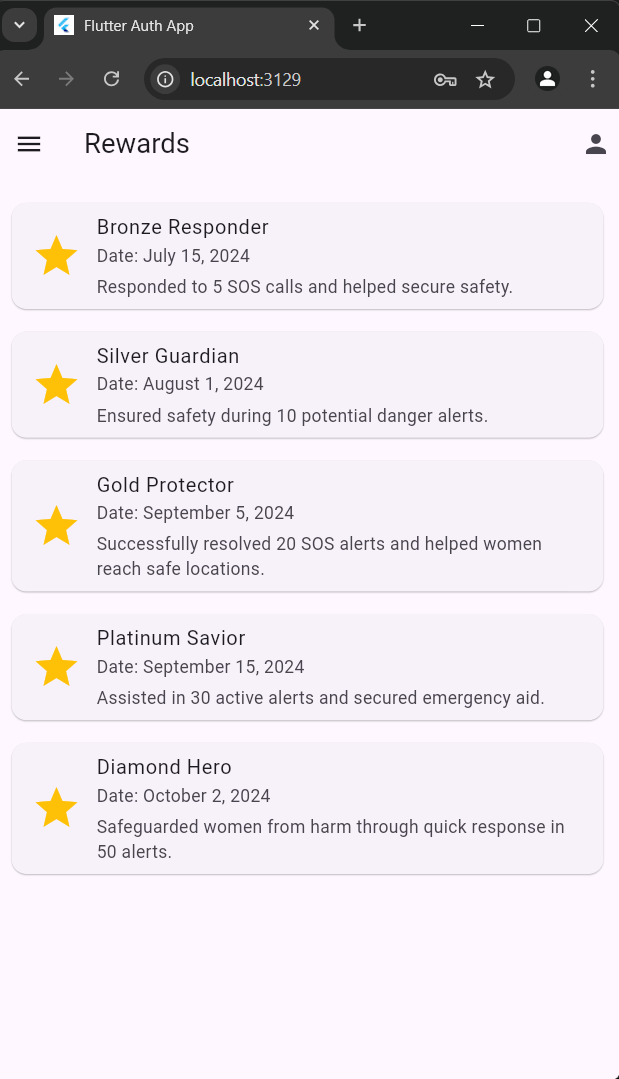 Flutter Auth App
localhost:3129
Rewards
Bronze Responder
Date: July 15, 2024
Responded to 5 SOS calls and helped secure safety.
Silver Guardian
Date: August 1, 2024
Ensured safety during 10 potential danger alerts.
Gold Protector
Date: September 5, 2024
Successfully resolved 20 SOS alerts and helped women
reach safe locations.
Platinum Savior
Date: September 15, 2024
Assisted in 30 active alerts and secured emergency aid.
Diamond Hero
Date: October 2, 2024
Safeguarded women from harm through quick response in
50 alerts.